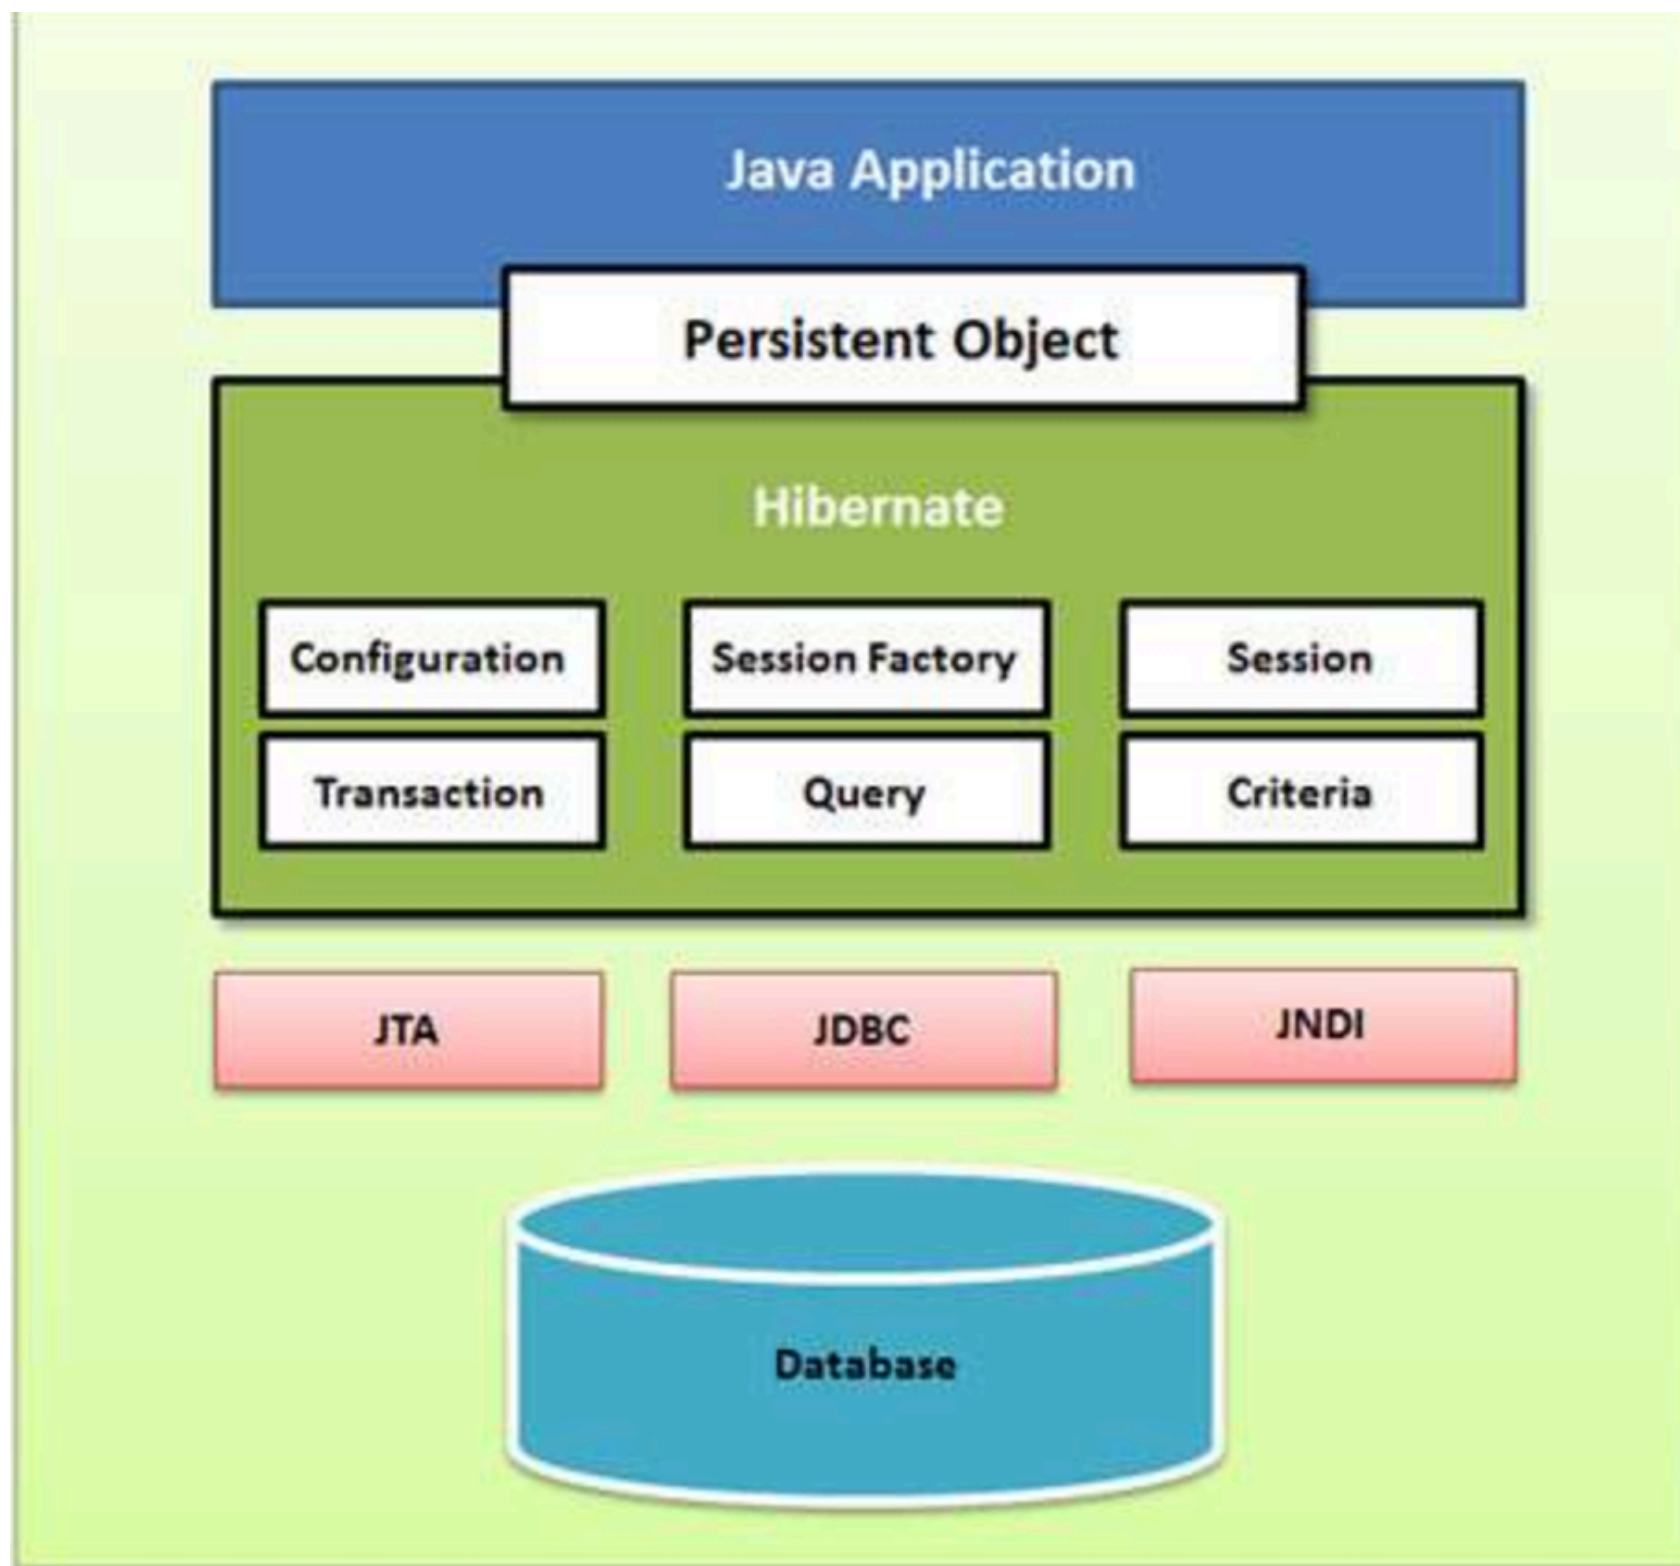 Java Application
Persistent Object
Hibernate
Configuration
Session Factory
Session
Transaction
Query
Criteria
JTA
JDBC
JNDI
Database